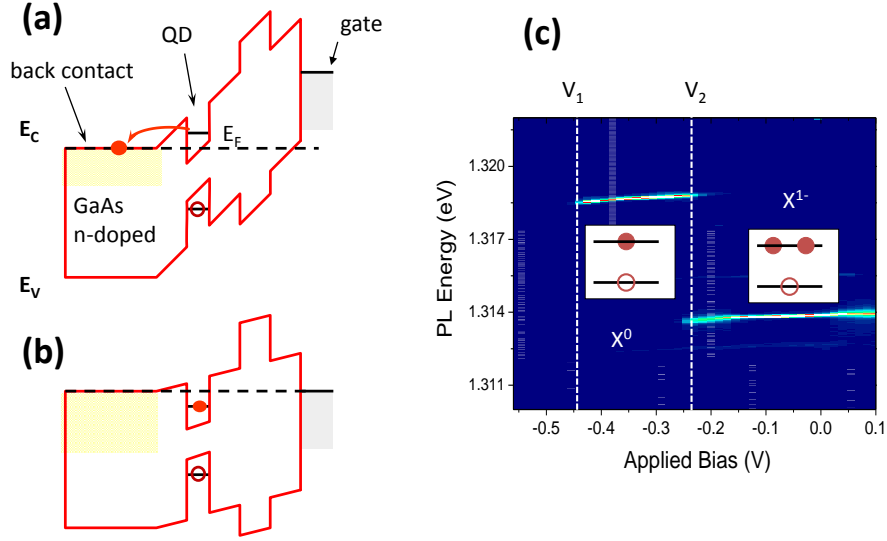 (a)
QD
gate
back contact
E_C
E_F
GaAs
n-doped
E_V
(b)
(c)
V_1
V_2
1.320
1.317
1.314
1.311
PL Energy (eV)
X^1-
X^0
-0.5
-0.4
-0.3
-0.2
-0.1
0.0
0.1
Applied Bias (V)